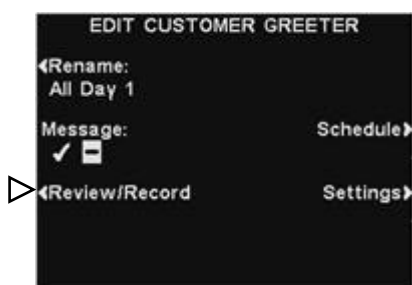 EDIT CUSTOMER GREETER
Rename:
All Day 1
Message: Schedule
Review/Record Settings